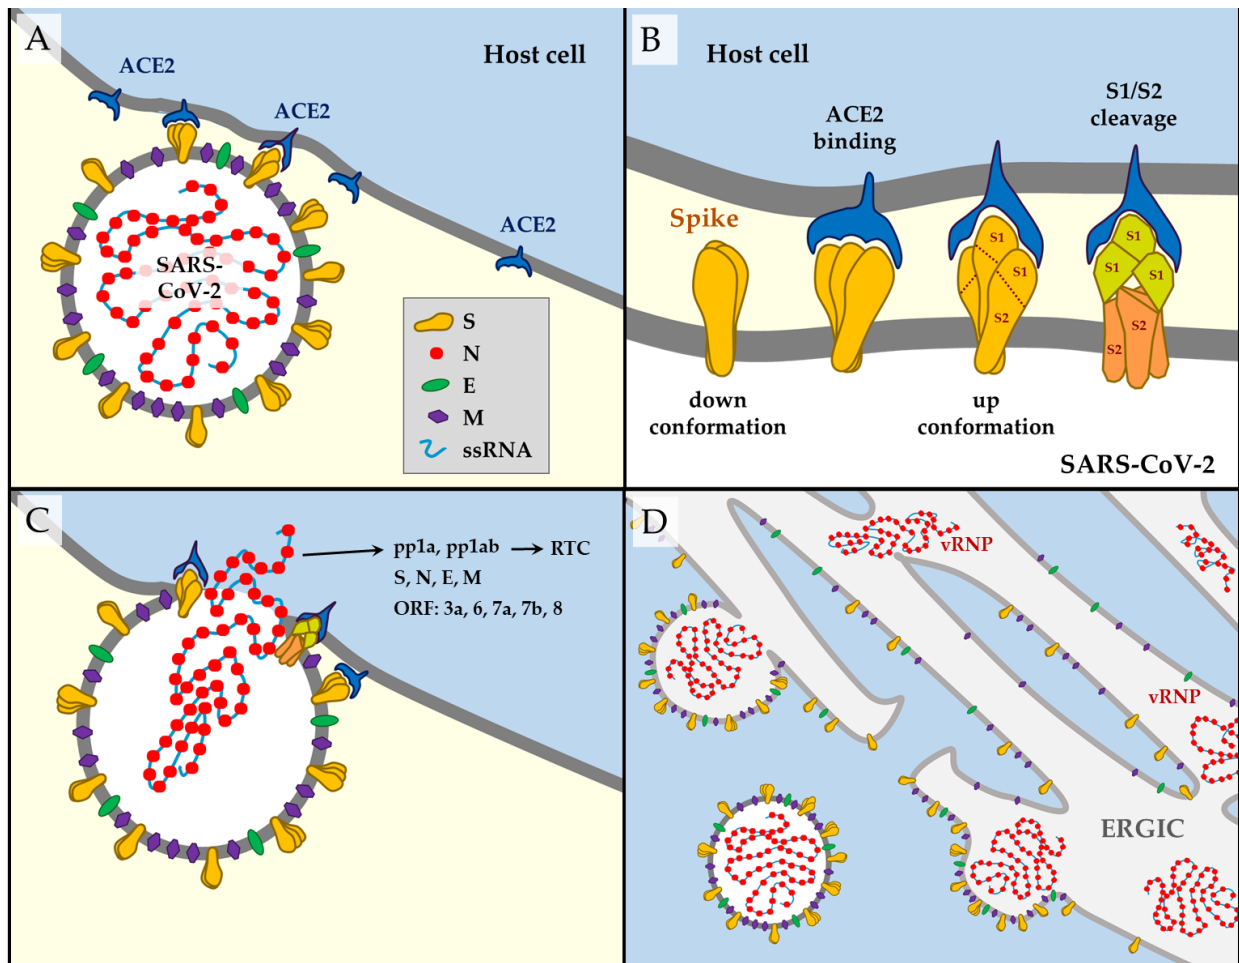 A
Host cell
ACE2
ACE2
ACE2
SARS-
CoV-2
S
N
E
M
ssRNA
B
Host cell
ACE2
binding
S1/S2
cleavage
Spike
S1
S1
S2
S1
S1
S1
S2
S2
down
conformation
up
conformation
SARS-CoV-2
C
pp1a, pp1ab
RTC
S, N, E, M
ORF: 3a, 6, 7a, 7b, 8
D
vRNP
vRNP
ERGIC